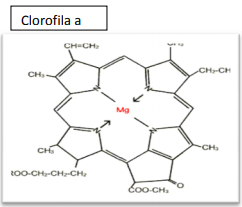 Clorofila a
CH=CH₂
CH₃
CH₂-CH
N
N
Mg
N
N
CH₃
CH₃
tOO-CH₂-CH₂-CH₂
COO-CH₃
O